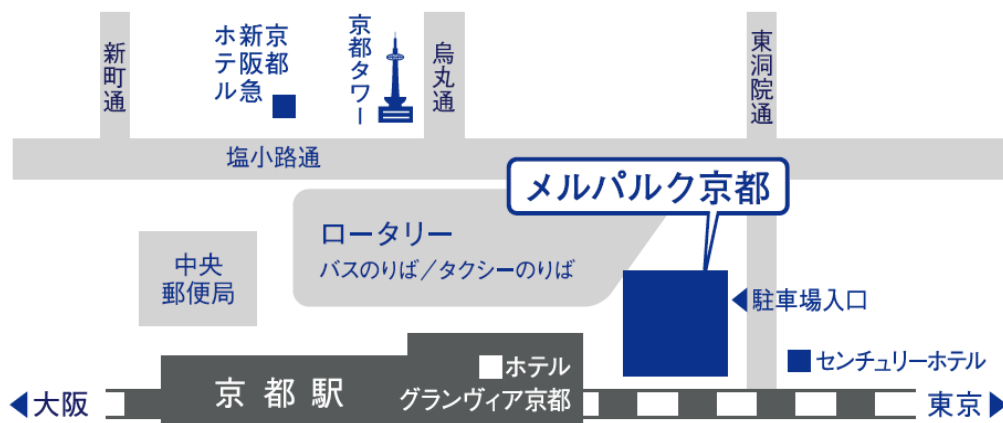 新町通
京都
新阪急
ホテル
京都タワー
烏丸通
東洞院通
塩小路通
メルパルク京都
ロータリー
バスのりば／タクシーのりば
中央
郵便局
駐車場入口
センチュリーホテル
ホテル
グランヴィア京都
京都駅
大阪
東京